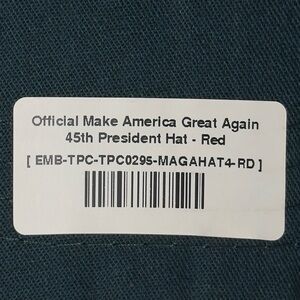 Official Make America Great Again
45th President Hat - Red
[ EMB-TPC-TPC0295-MAGAHAT4-RD ]